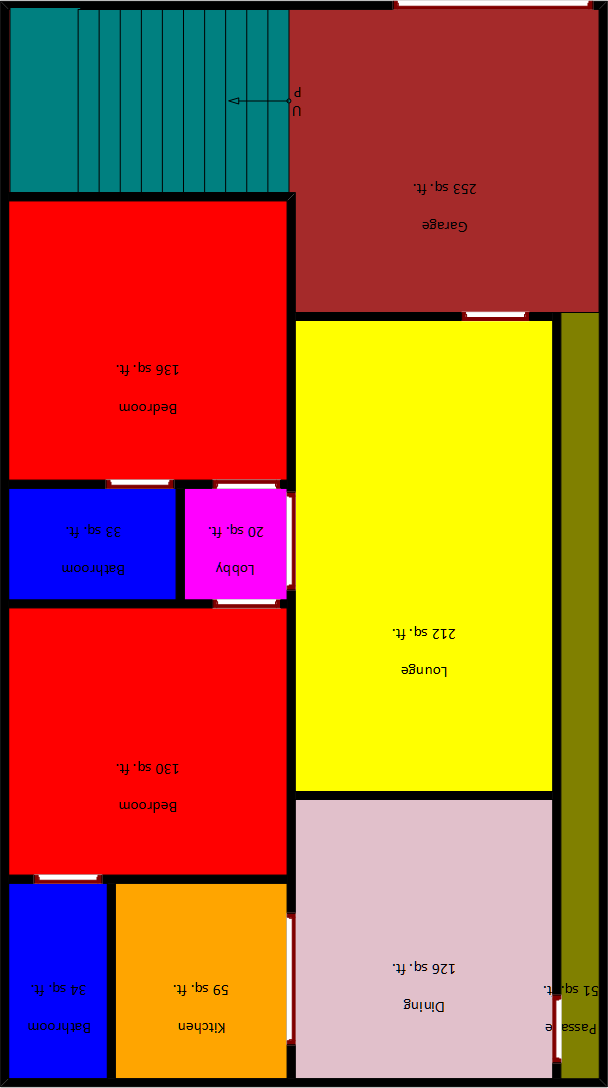 Passage
51 sq. ft.
Dining
126 sq. ft.
Kitchen
59 sq. ft.
Bathroom
34 sq. ft.
Bedroom
130 sq. ft.
Lounge
212 sq. ft.
Lobby
20 sq. ft.
Bathroom
33 sq. ft.
Bedroom
136 sq. ft.
Garage
253 sq. ft.
U
P